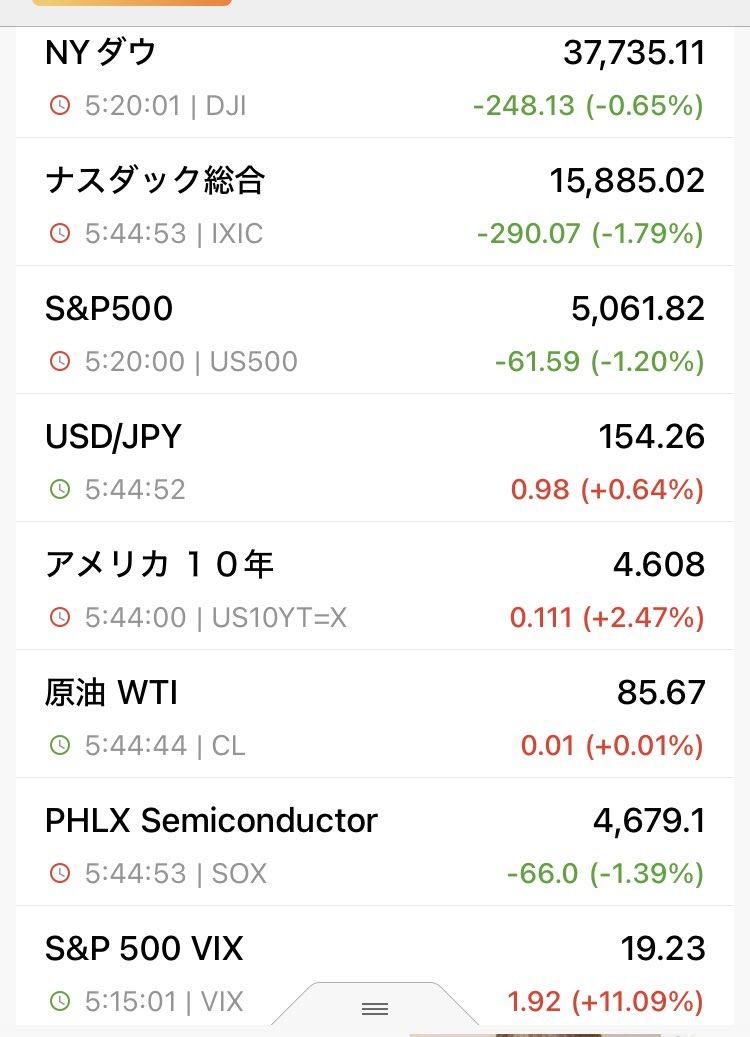 NY ダウ 37,735.11
5:20:01 | DJI -248.13 (-0.65%)
ナスダック総合 15,885.02
5:44:53 | IXIC -290.07 (-1.79%)
S&P500 5,061.82
5:20:00 | US500 -61.59 (-1.20%)
USD/JPY 154.26
5:44:52 0.98 (+0.64%)
アメリカ 10年 4.608
5:44:00 | US10YT=X 0.111 (+2.47%)
原油 WTI 85.67
5:44:44 | CL 0.01 (+0.01%)
PHLX Semiconductor 4,679.1
5:44:53 | SOX -66.0 (-1.39%)
S&P 500 VIX 19.23
5:15:01 | VIX 1.92 (+11.09%)